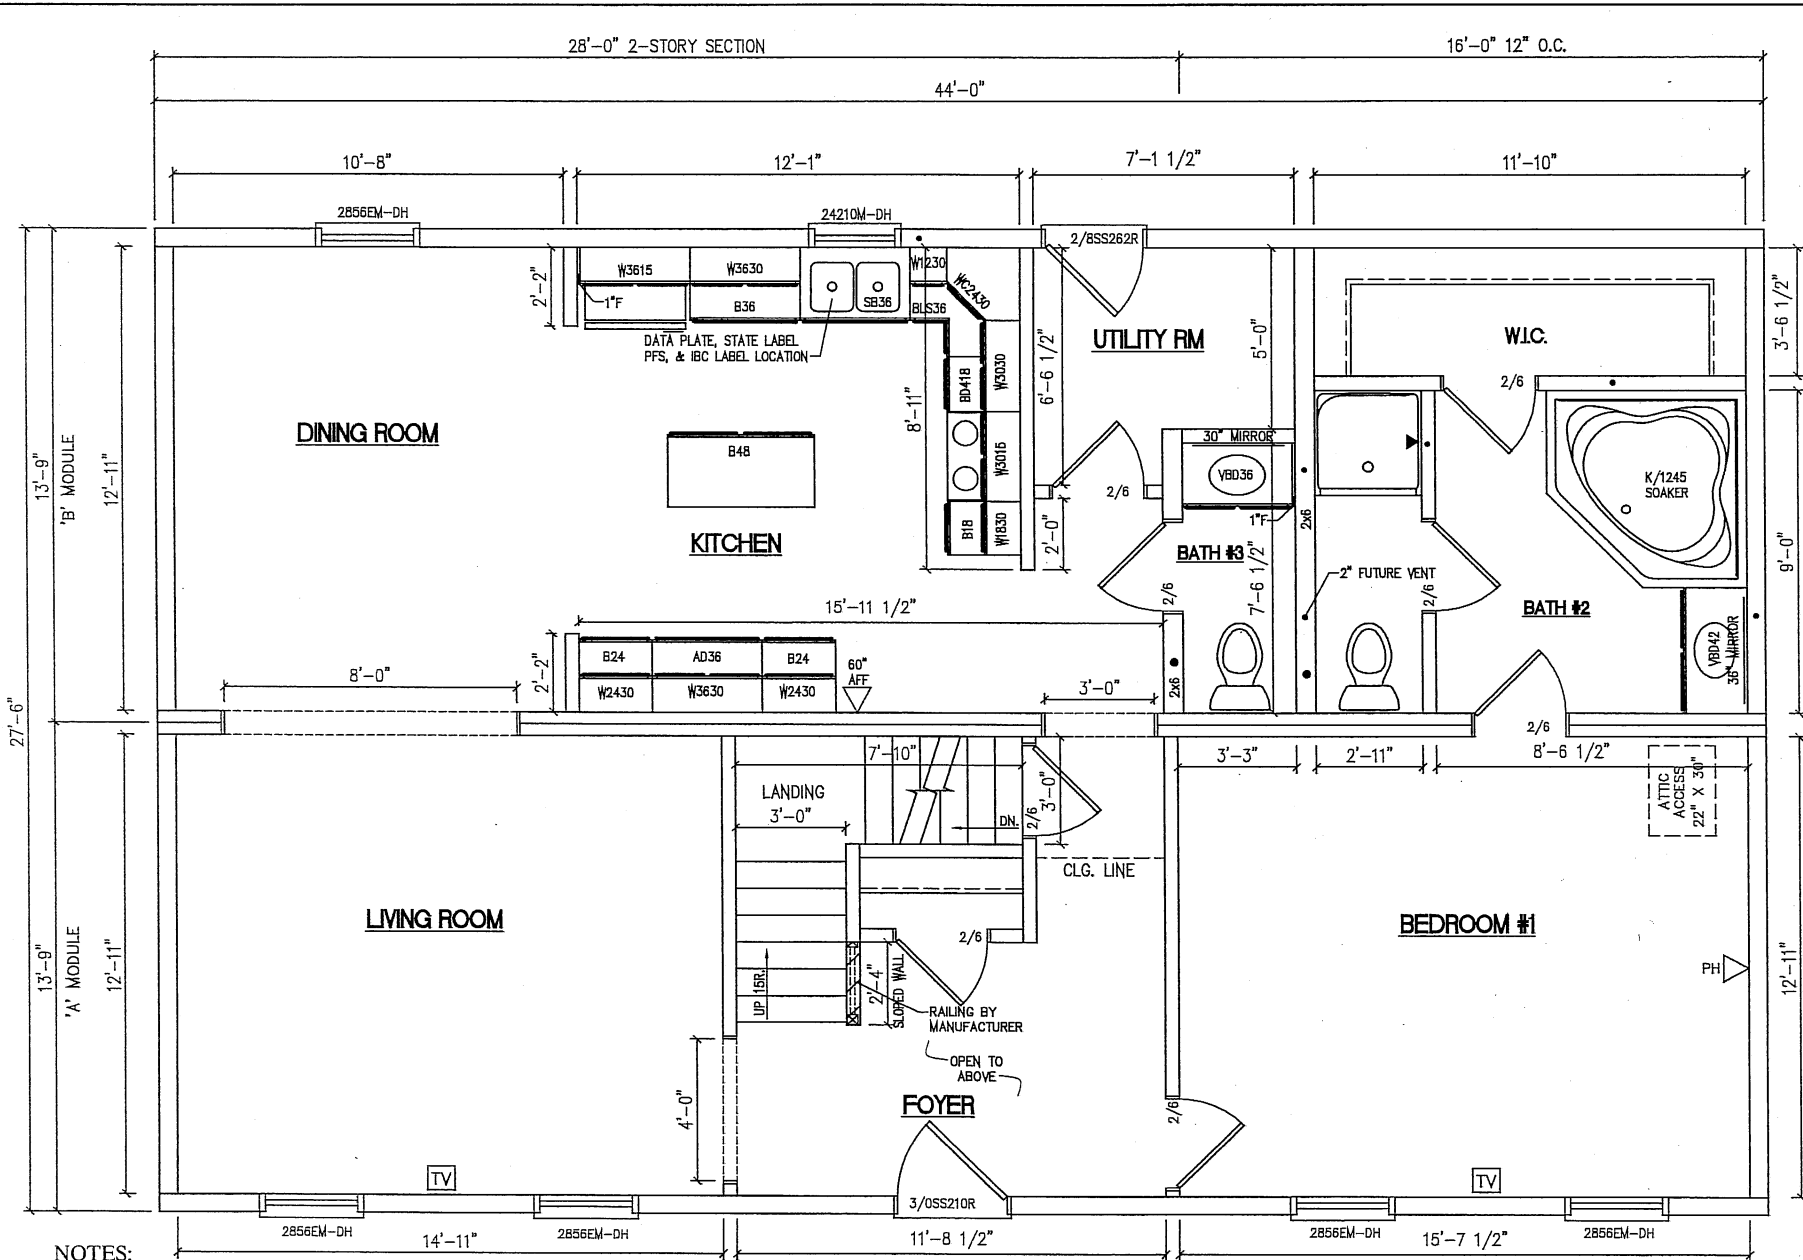 28'-0" 2-STORY SECTION
16'-0" 12" O.C.
44'-0"
10'-8"
12'-1"
7'-1 1/2"
11'-10"
2856EM-DH
24210M-DH
2/8SS262R
W3615
W3630
W1230
WC2430
2'-2"
1"F
B36
SB36
BLS36
DATA PLATE, STATE LABEL
PFS, & IBC LABEL LOCATION
UTILITY RM
5'-0"
W.I.C.
3'-6 1/2"
6'-6 1/2"
BD418
W3030
2/6
8'-11"
DINING ROOM
B48
W3015
30" MIRROR
VBD36
K/1245
SOAKER
13'-9"
'B' MODULE
12'-11"
2/6
KITCHEN
B18
W1830
2'-0"
1"F
2x6
BATH #3
7'-6 1/2"
2" FUTURE VENT
9'-0"
2/6
2/6
BATH #2
15'-11 1/2"
2'-2"
B24
AD36
B24
W2430
W3630
W2430
60"
AFF
2x6
VBD42
36" MIRROR
8'-0"
3'-0"
2/6
27'-6"
7'-10"
3'-3"
2'-11"
8'-6 1/2"
LANDING
3'-0"
DN.
2/6
3'-0"
ATTIC
ACCESS
22" X 30"
CLG. LINE
LIVING ROOM
BEDROOM #1
13'-9"
'A' MODULE
12'-11"
2/6
UP 15R.
2'-4"
SLOPED WALL
PH
12'-11"
RAILING BY
MANUFACTURER
OPEN TO
ABOVE
4'-0"
FOYER
2/6
TV
TV
3/0SS210R
2856EM-DH
2856EM-DH
2856EM-DH
2856EM-DH
14'-11"
11'-8 1/2"
15'-7 1/2"
NOTES: